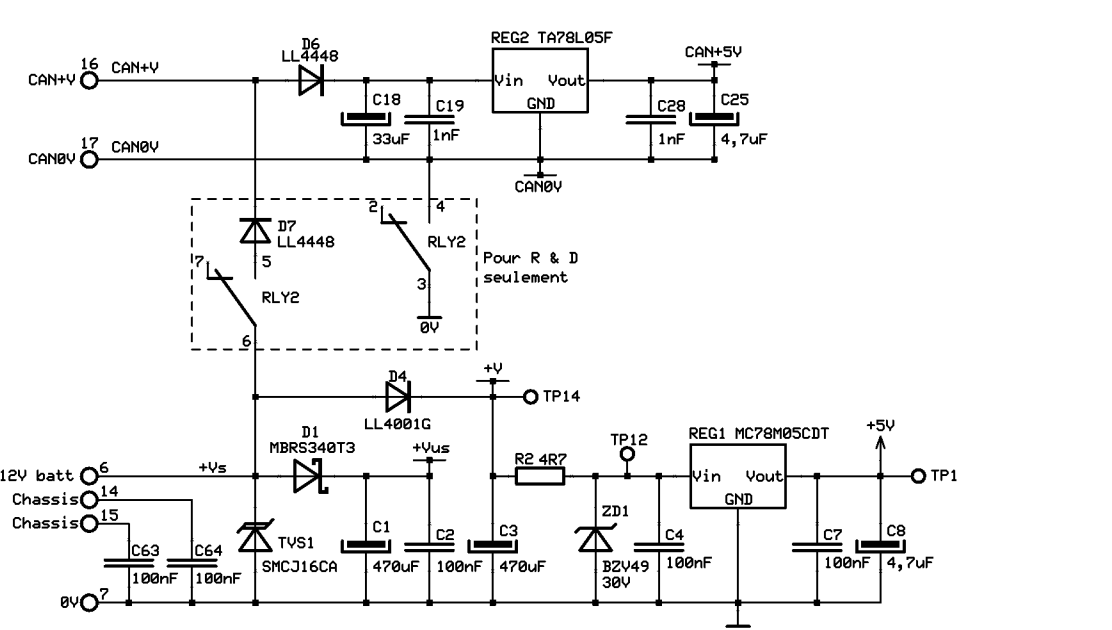 REG2 TA78L05F
D6
LL4448
CAN+V
16
CAN+V
CAN+V
CAN+5V
Vin
Vout
GND
C18
33uF
C19
1nF
C28
1nF
C25
4,7uF
17
CAN0V
CAN0V
CAN0V
2
4
D7
LL4448
RLY2
Pour R & D
seulement
7
5
3
RLY2
0V
6
+V
D4
LL4001G
TP14
D1
MBRS340T3
+Vus
REG1 MC78M05CDT
+5V
TP12
12V batt
6
+Vs
R2 4R7
Vin
Vout
TP1
Chassis
14
GND
Chassis
15
ZD1
C63
100nF
C64
100nF
TVS1
SMCJ16CA
C1
470uF
C2
100nF
C3
470uF
BZV49
30V
C4
100nF
C7
100nF
C8
4,7uF
0V
7